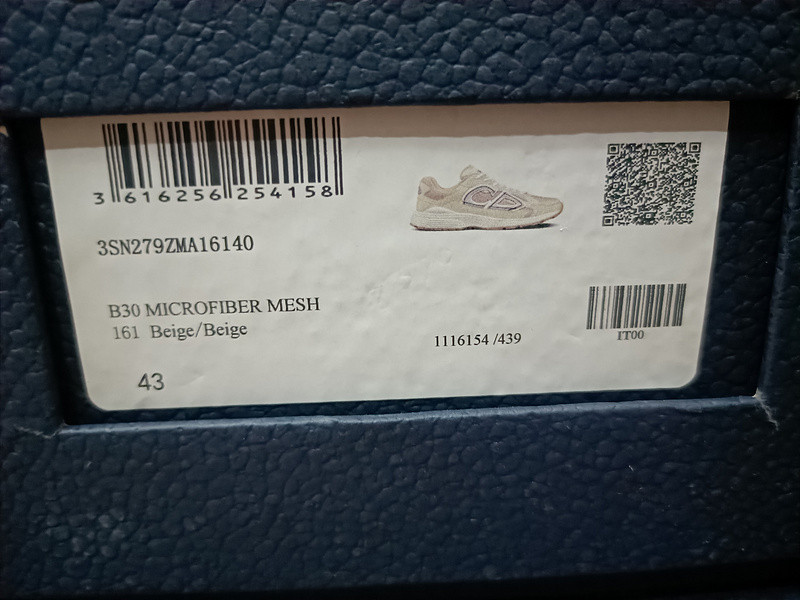 3 616256 254158
3SN279ZMA16140
B30 MICROFIBER MESH
161 Beige/Beige
43
1116154 /439
IT00